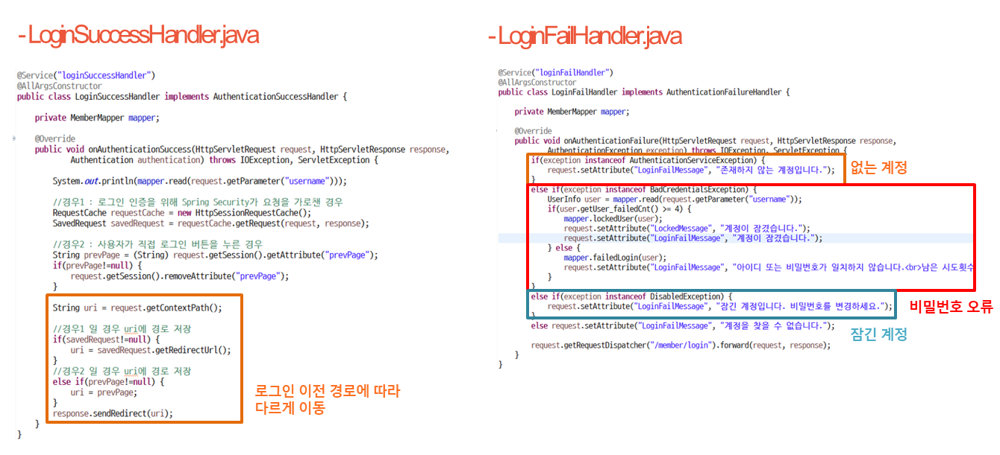 - LoginSuccessHandler.java
@Service("loginSuccessHandler")
@AllArgsConstructor
public class LoginSuccessHandler implements AuthenticationSuccessHandler {
private MemberMapper mapper;
@Override
public void onAuthenticationSuccess(HttpServletRequest request, HttpServletResponse response,
Authentication authentication) throws IOException, ServletException {
System.out.println(mapper.read(request.getParameter("username")));
//경우1 : 로그인 인증을 위해 Spring Security가 요청을 가로챈 경우
RequestCache requestCache = new HttpSessionRequestCache();
SavedRequest savedRequest = requestCache.getRequest(request, response);
//경우2 : 사용자가 직접 로그인 버튼을 누른 경우
String prevPage = (String) request.getSession().getAttribute("prevPage");
if(prevPage!=null) {
request.getSession().removeAttribute("prevPage");
}
String uri = request.getContextPath();
//경우1 일 경우 uri에 경로 저장
if(savedRequest!=null) {
uri = savedRequest.getRedirectUrl();
}
//경우2 일 경우 uri에 경로 저장
else if(prevPage!=null) {
uri = prevPage;
}
response.sendRedirect(uri);
}
}
로그인 이전 경로에 따라
다르게 이동
- LoginFailHandler.java
@Service("loginFailHandler")
@AllArgsConstructor
public class LoginFailHandler implements AuthenticationFailureHandler {
private MemberMapper mapper;
@Override
public void onAuthenticationFailure(HttpServletRequest request, HttpServletResponse response,
AuthenticationException exception) throws IOException, ServletException {
if(exception instanceof AuthenticationServiceException) {
request.setAttribute("LoginFailMessage", "존재하지 않는 계정입니다.");
}
없는 계정
else if(exception instanceof BadCredentialsException) {
UserInfo user = mapper.read(request.getParameter("username"));
if(user.getUser_failedCnt() >= 4) {
mapper.lockedUser(user);
request.setAttribute("LockedMessage", "계정이 잠겼습니다.");
request.setAttribute("LoginFailMessage", "계정이 잠겼습니다.");
} else {
mapper.failedLogin(user);
request.setAttribute("LoginFailMessage", "아이디 또는 비밀번호가 일치하지 않습니다.<br>남은 시도횟수
}
}
비밀번호 오류
else if(exception instanceof DisabledException) {
request.setAttribute("LoginFailMessage", "잠긴 계정입니다. 비밀번호를 변경하세요.");
}
잠긴 계정
else request.setAttribute("LoginFailMessage", "계정을 찾을 수 없습니다.");
request.getRequestDispatcher("/member/login").forward(request, response);
}
}